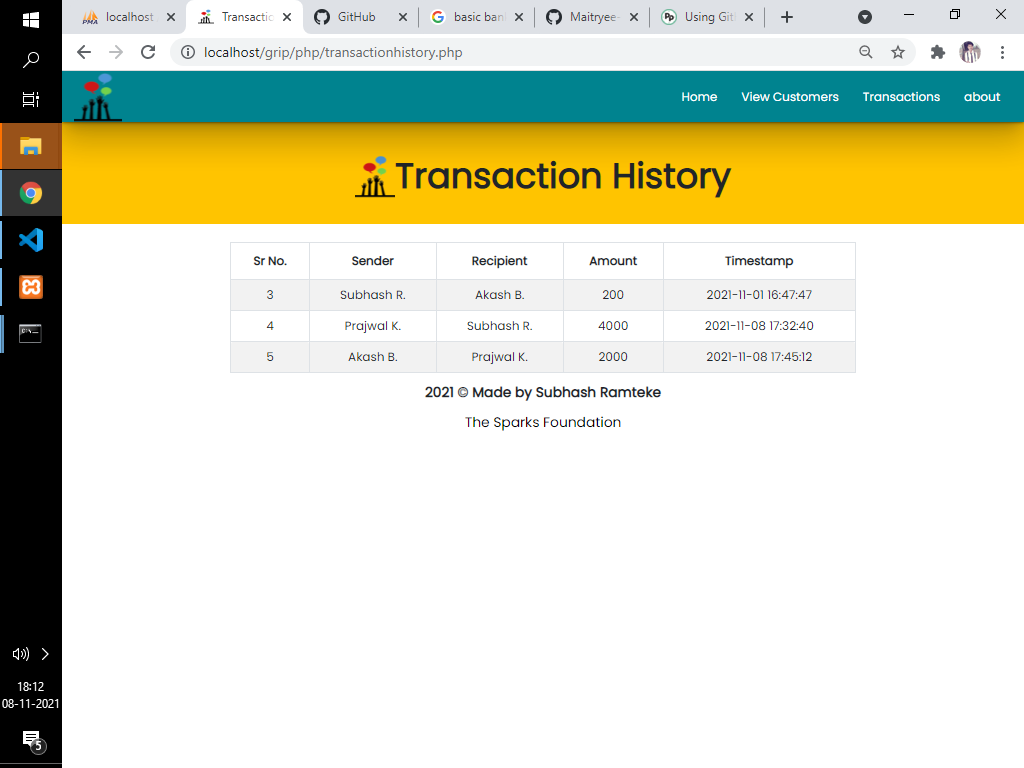 localhost
Transactic
GitHub
basic ban
Maitryee-
Pp
Using Git
localhost/grip/php/transactionhistory.php
Home View Customers Transactions about
Transaction History
Sr No. Sender Recipient Amount Timestamp
3 Subhash R. Akash B. 200 2021-11-01 16:47:47
4 Prajwal K. Subhash R. 4000 2021-11-08 17:32:40
5 Akash B. Prajwal K. 2000 2021-11-08 17:45:12
2021 © Made by Subhash Ramteke
The Sparks Foundation
18:12
08-11-2021
5